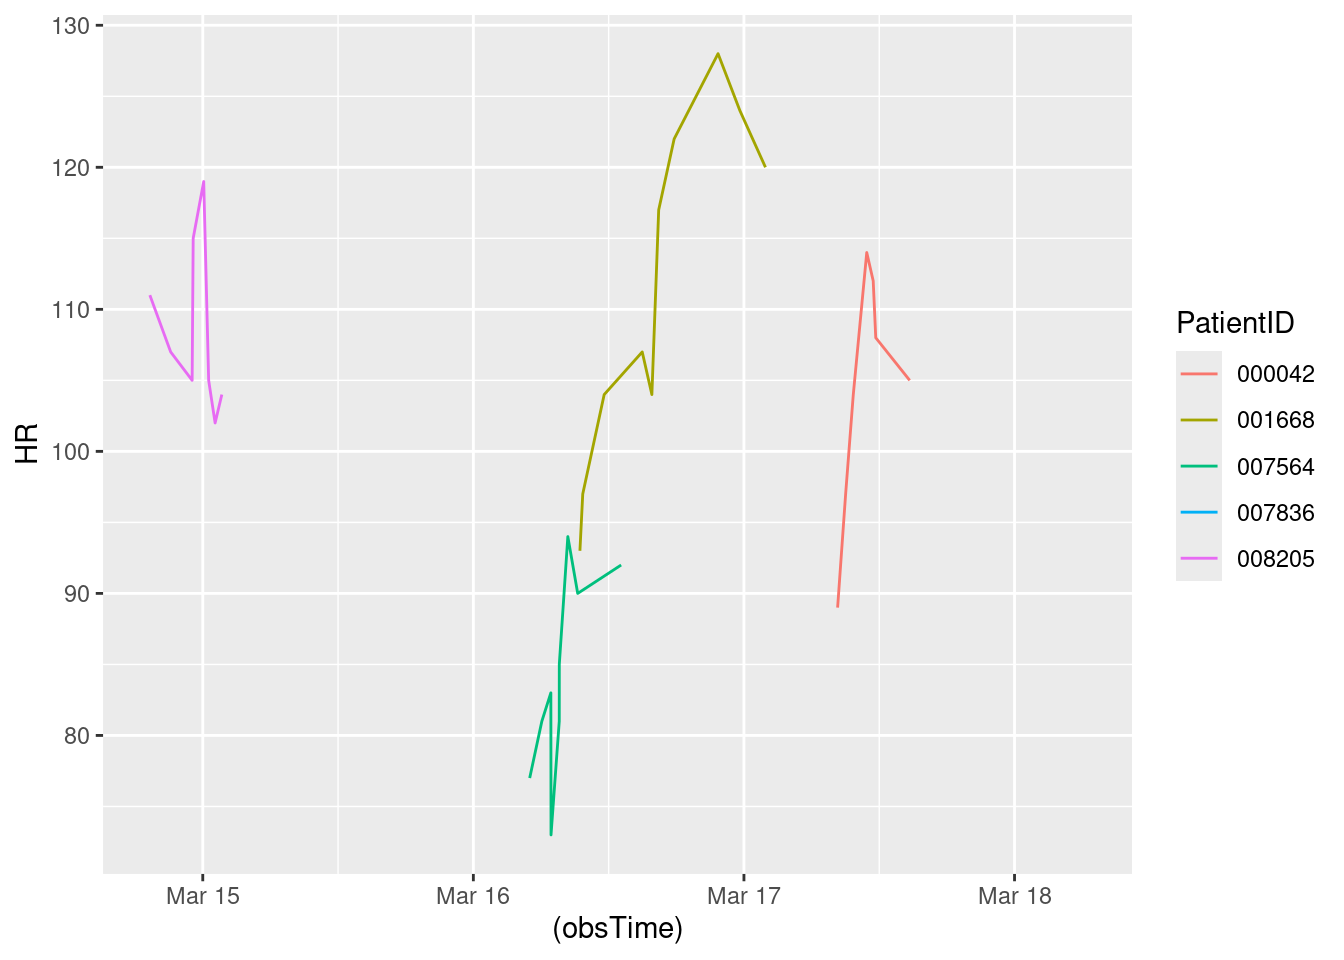 130
120
110
100
90
80
HR
Mar 15
Mar 16
Mar 17
Mar 18
(obsTime)
PatientID
000042
001668
007564
007836
008205